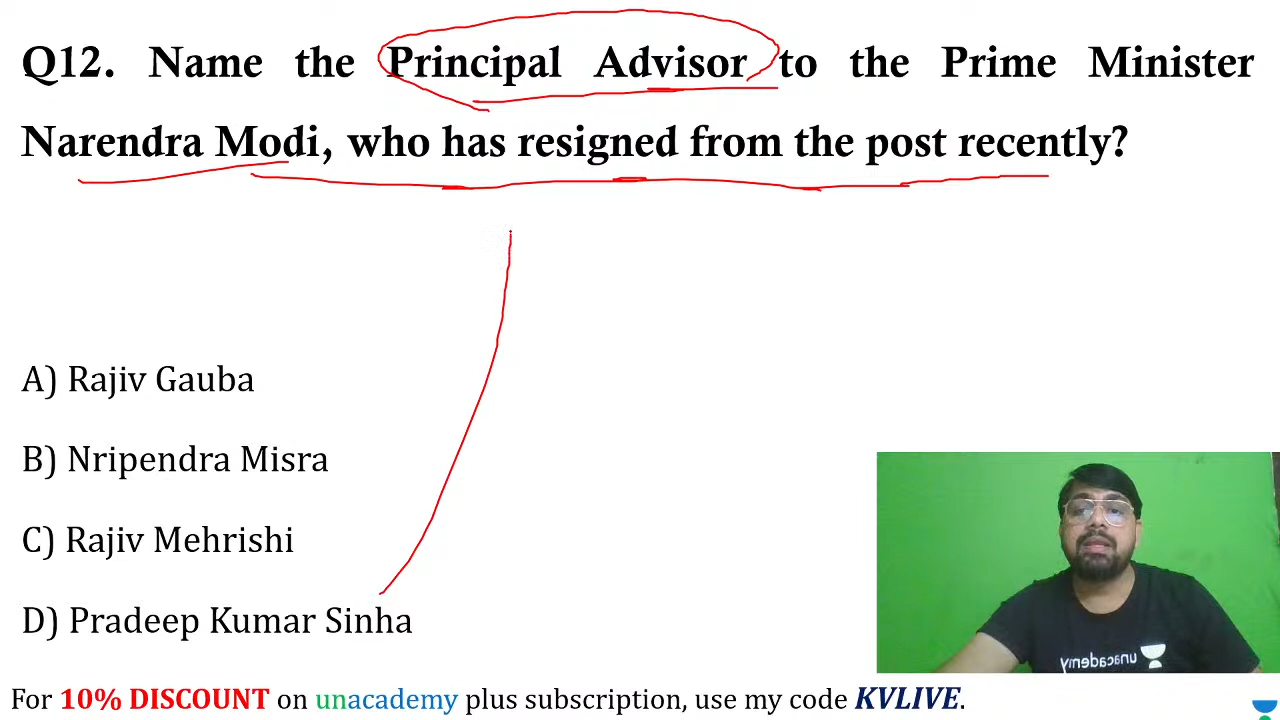 Q12. Name the Principal Advisor to the Prime Minister
Narendra Modi, who has resigned from the post recently?
A) Rajiv Gauba
B) Nripendra Misra
C) Rajiv Mehrishi
D) Pradeep Kumar Sinha
unacademy
For 10% DISCOUNT on unacademy plus subscription, use my code KVLIVE.